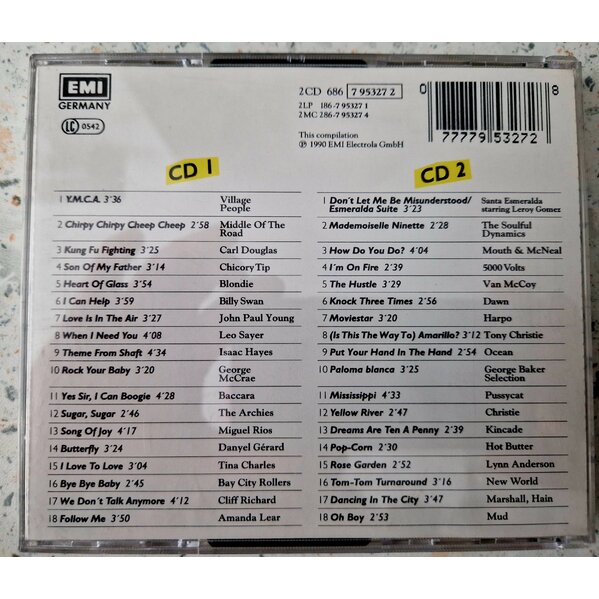 EMI
GERMANY
LC 0542
2CD 686 7 95327 2
2LP 186-7 95327 1
2MC 286-7 95327 4
This compilation
℗ 1990 EMI Electrola GmbH
0 77779 53272 8
CD 1
1 Y.M.C.A. 3'36 Village People
2 Chirpy Chirpy Cheep Cheep 2'58 Middle Of The Road
3 Kung Fu Fighting 3'25 Carl Douglas
4 Son Of My Father 3'14 Chicory Tip
5 Heart Of Glass 3'54 Blondie
6 I Can Help 3'59 Billy Swan
7 Love Is In The Air 3'27 John Paul Young
8 When I Need You 4'08 Leo Sayer
9 Theme From Shaft 4'34 Isaac Hayes
10 Rock Your Baby 3'20 George McCrae
11 Yes Sir, I Can Boogie 4'28 Baccara
12 Sugar, Sugar 2'46 The Archies
13 Song Of Joy 4'17 Miguel Rios
14 Butterfly 3'24 Danyel Gérard
15 I Love To Love 3'04 Tina Charles
16 Bye Bye Baby 2'45 Bay City Rollers
17 We Don't Talk Anymore 4'12 Cliff Richard
18 Follow Me 3'50 Amanda Lear
CD 2
1 Don't Let Me Be Misunderstood/ Santa Esmeralda
Esmeralda Suite 3'23 starring Leroy Gomez
2 Mademoiselle Ninette 2'28 The Soulful Dynamics
3 How Do You Do? 4'04 Mouth & McNeal
4 I'm On Fire 2'39 5000 Volts
5 The Hustle 3'29 Van McCoy
6 Knock Three Times 2'56 Dawn
7 Moviestar 3'20 Harpo
8 (Is This The Way To) Amarillo? 3'12 Tony Christie
9 Put Your Hand In The Hand 2'54 Ocean
10 Paloma blanca 3'25 George Baker Selection
11 Mississippi 4'33 Pussycat
12 Yellow River 2'47 Christie
13 Dreams Are Ten A Penny 2'39 Kincade
14 Pop-Corn 2'30 Hot Butter
15 Rose Garden 2'52 Lynn Anderson
16 Tom-Tom Turnaround 3'16 New World
17 Dancing In The City 3'47 Marshall, Hain
18 Oh Boy 2'53 Mud